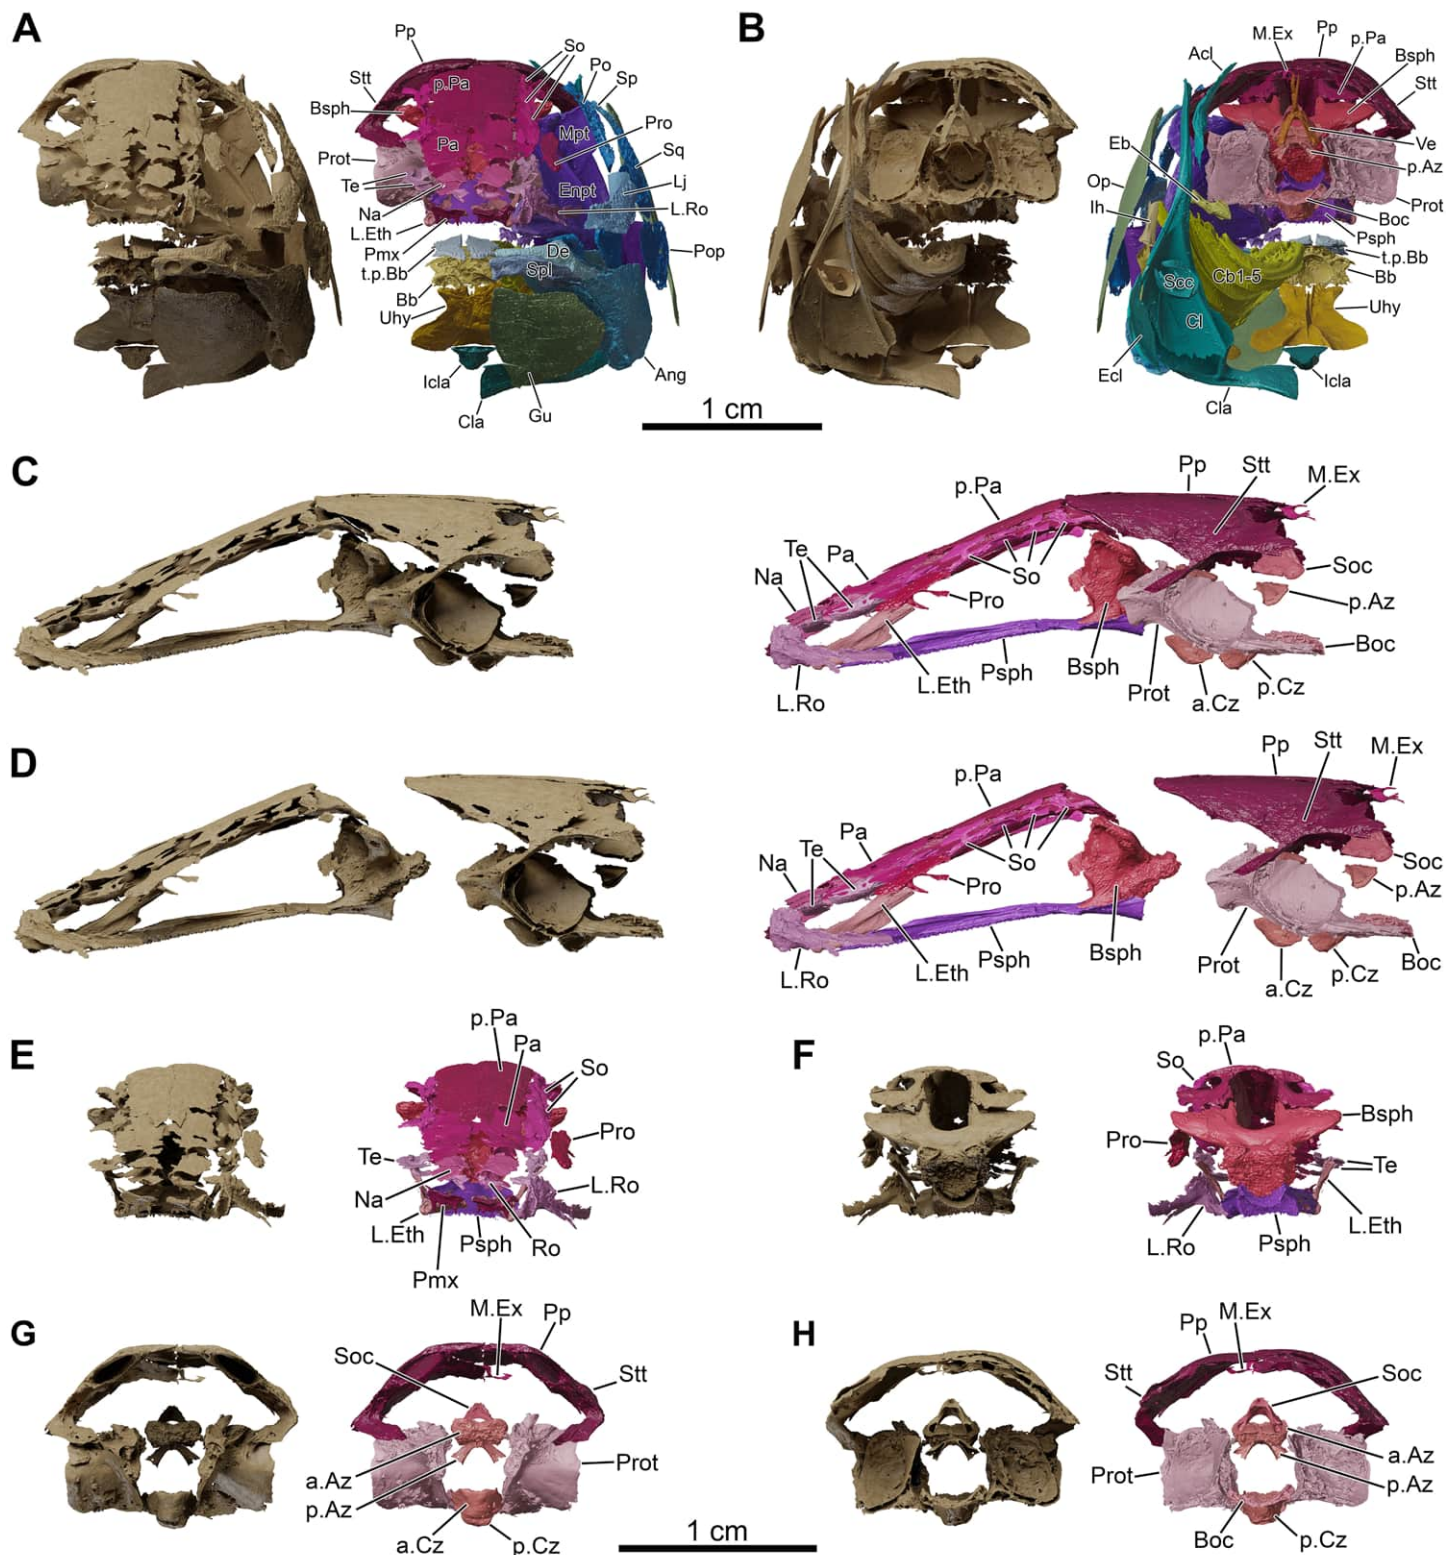 A
Pp
So
Stt
p.Pa
Po
Sp
Bsph
Mpt
Pro
Pa
Prot
Sq
Te
Enpt
Lj
Na
L.Ro
L.Eth
Pmx
De
Pop
t.p.Bb
Spl
Bb
Uhy
Icla
Ang
Cla
Gu
B
M.Ex
Pp
p.Pa
Acl
Bsph
Stt
Eb
Ve
p.Az
Op
Prot
Ih
Boc
Psph
t.p.Bb
Cb1-5
Bb
Scc
Cl
Uhy
Ecl
Icla
Cla
1 cm
C
Pp
Stt
M.Ex
p.Pa
Te
Pa
Na
So
Soc
Pro
p.Az
Boc
L.Ro
L.Eth
Psph
Bsph
Prot
a.Cz
p.Cz
D
Pp
Stt
M.Ex
p.Pa
Pa
Te
Na
So
Soc
Pro
p.Az
L.Ro
L.Eth
Psph
Bsph
Prot
a.Cz
p.Cz
Boc
E
p.Pa
Pa
So
Pro
Te
Na
L.Ro
L.Eth
Psph
Ro
Pmx
F
p.Pa
So
Bsph
Pro
Te
L.Eth
L.Ro
Psph
G
M.Ex
Pp
Soc
Stt
a.Az
p.Az
Prot
a.Cz
p.Cz
H
M.Ex
Pp
Stt
Soc
a.Az
p.Az
Prot
Boc
p.Cz
1 cm